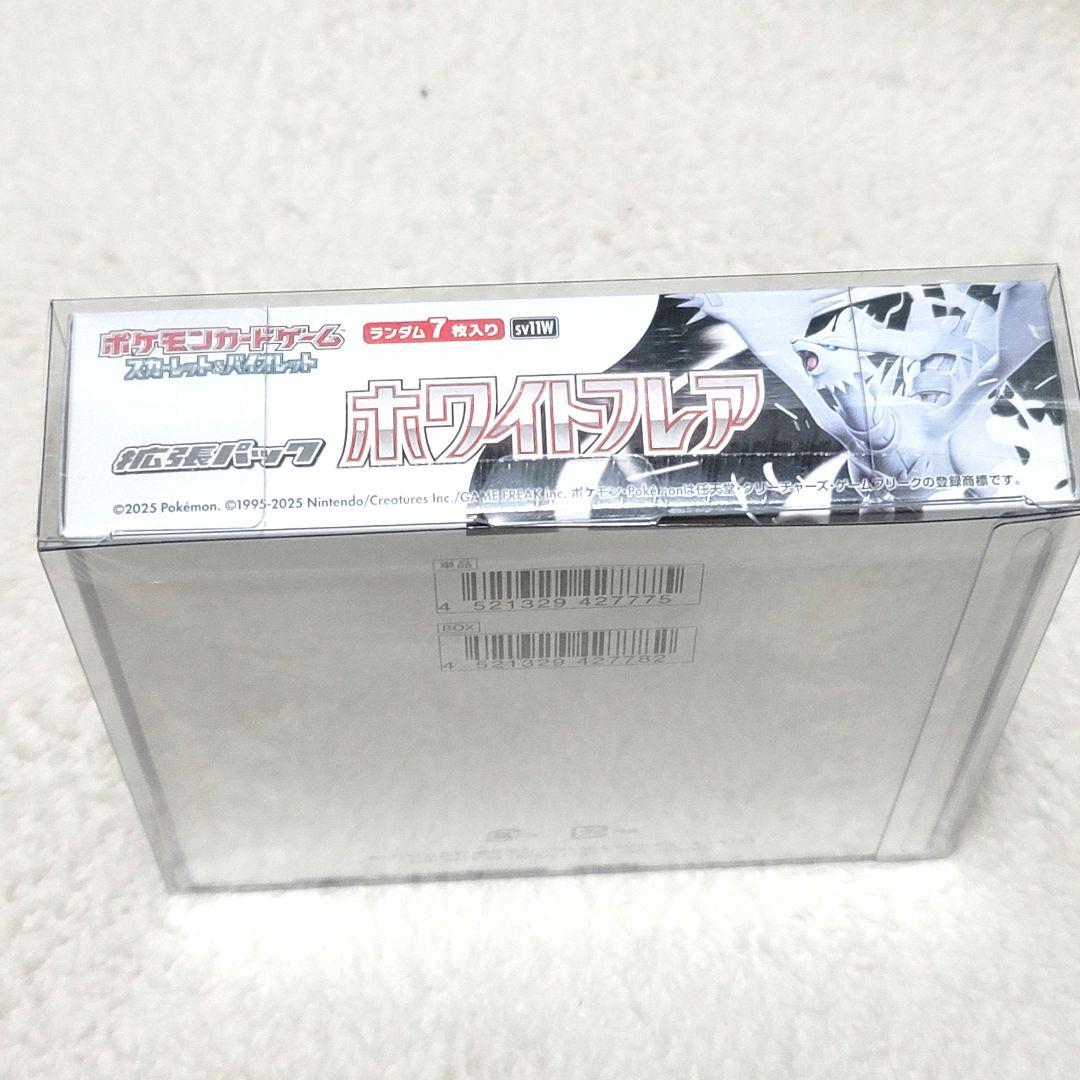 ポケモンカードゲーム
スカーレット&バイオレット
ランダム7枚入り
sv11W
拡張パック
ホワイトフレア
©2025 Pokémon. ©1995-2025 Nintendo/Creatures Inc./GAME FREAK inc. ポケモン・Pokémonは任天堂・クリーチャーズ・ゲームフリークの登録商標です。
単品
4 521329 427775
BOX
4 521329 427782